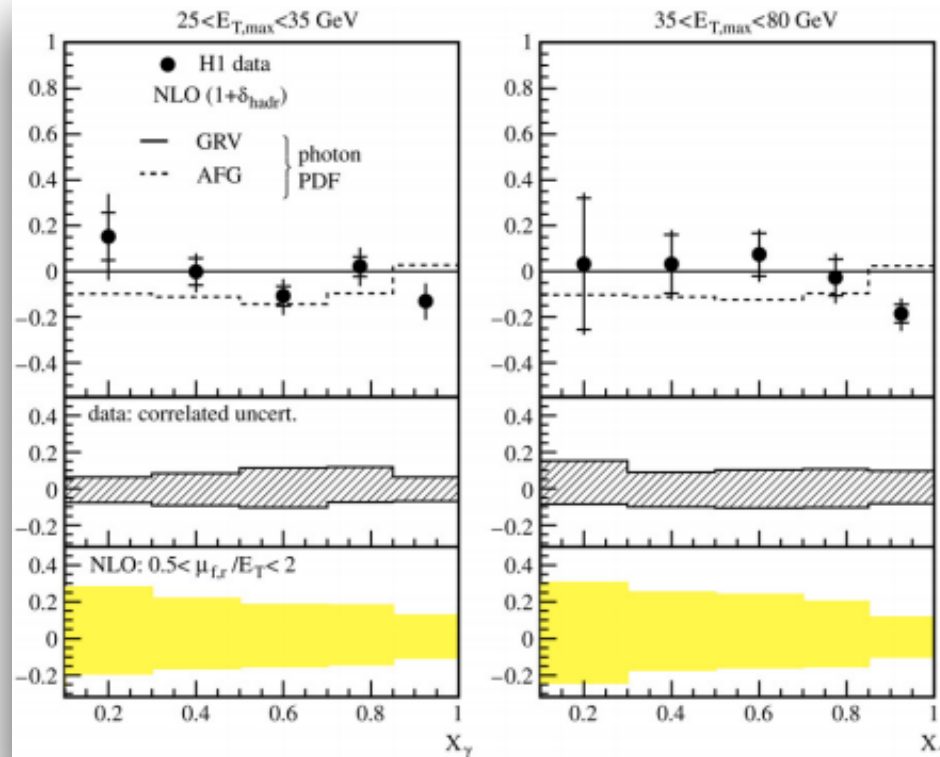 25<E_T,max<35 GeV
1
0.8
0.6
0.4
0.2
0
−0.2
−0.4
H1 data
NLO (1+δ_hadr)
GRV
AFG
photon
PDF
0.4
0.2
0
−0.2
data: correlated uncert.
0.4
0.2
0
−0.2
NLO: 0.5< μ_f,r /E_T< 2
0.2 0.4 0.6 0.8 1
X_γ
35<E_T,max<80 GeV
1
0.8
0.6
0.4
0.2
0
−0.2
−0.4
0.4
0.2
0
−0.2
0.4
0.2
0
−0.2
0.2 0.4 0.6 0.8 1
X